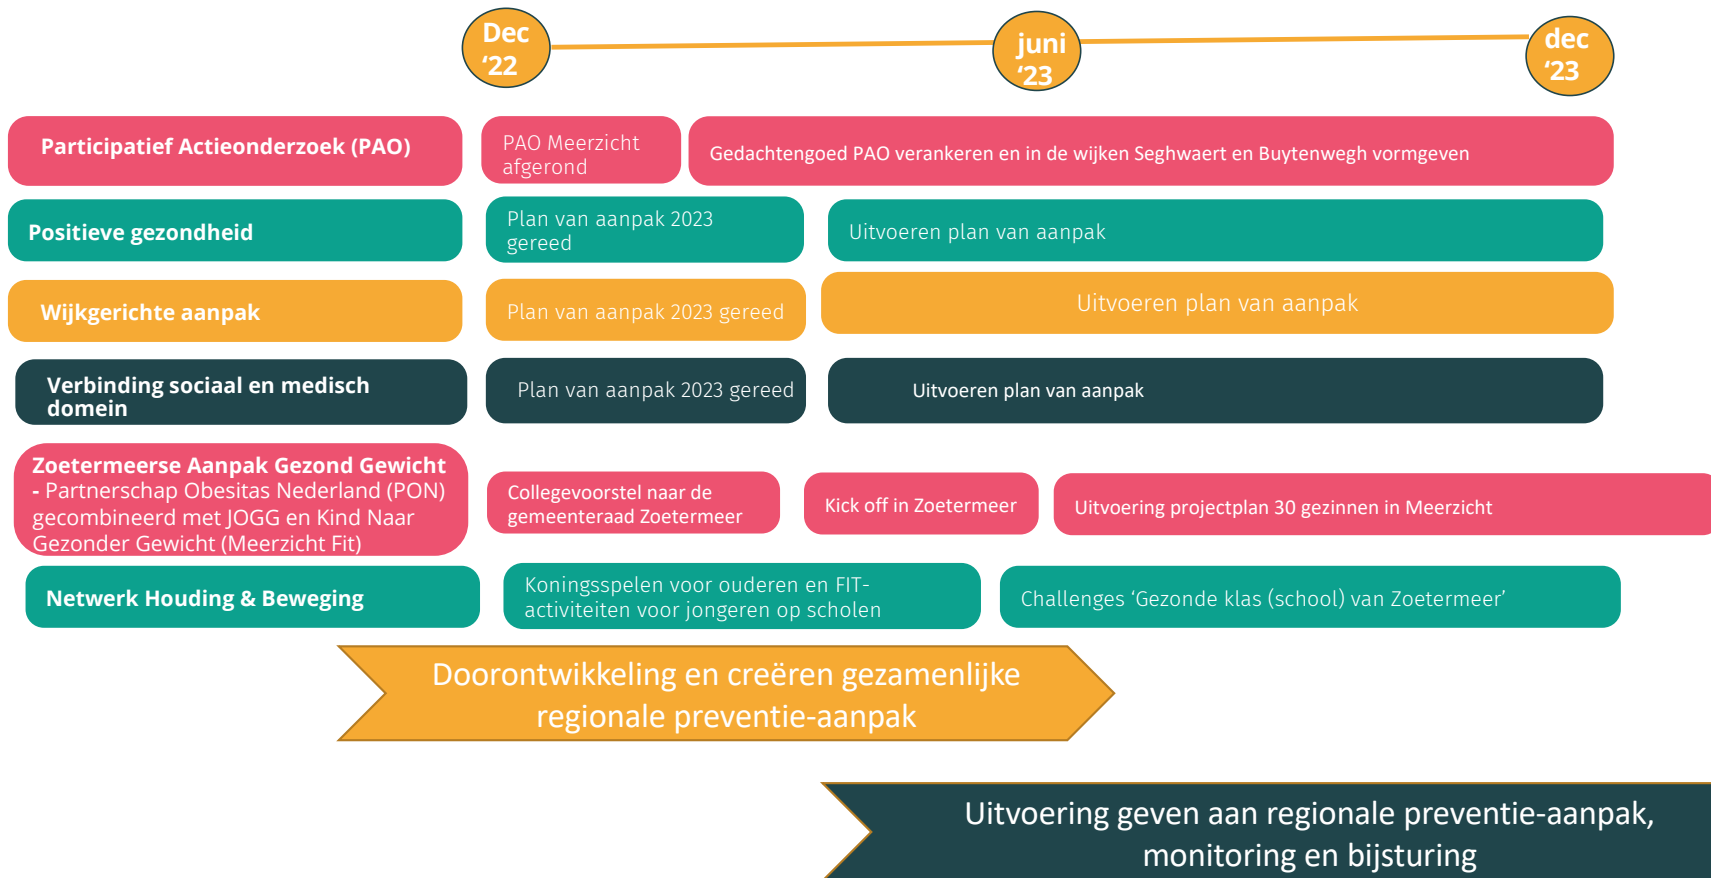 Dec
‘22
juni
‘23
dec
‘23
Participatief Actieonderzoek (PAO)
PAO Meerzicht
afgerond
Gedachtengoed PAO verankeren en in de wijken Seghwaert en Buytenwegh vormgeven
Positieve gezondheid
Plan van aanpak 2023
gereed
Uitvoeren plan van aanpak
Wijkgerichte aanpak
Plan van aanpak 2023 gereed
Uitvoeren plan van aanpak
Verbinding sociaal en medisch
domein
Plan van aanpak 2023 gereed
Uitvoeren plan van aanpak
Zoetermeerse Aanpak Gezond Gewicht
- Partnerschap Obesitas Nederland (PON)
gecombineerd met JOGG en Kind Naar
Gezonder Gewicht (Meerzicht Fit)
Collegevoorstel naar de
gemeenteraad Zoetermeer
Kick off in Zoetermeer
Uitvoering projectplan 30 gezinnen in Meerzicht
Netwerk Houding & Beweging
Koningsspelen voor ouderen en FIT-
activiteiten voor jongeren op scholen
Challenges ‘Gezonde klas (school) van Zoetermeer’
Doorontwikkeling en creëren gezamenlijke
regionale preventie-aanpak
Uitvoering geven aan regionale preventie-aanpak,
monitoring en bijsturing